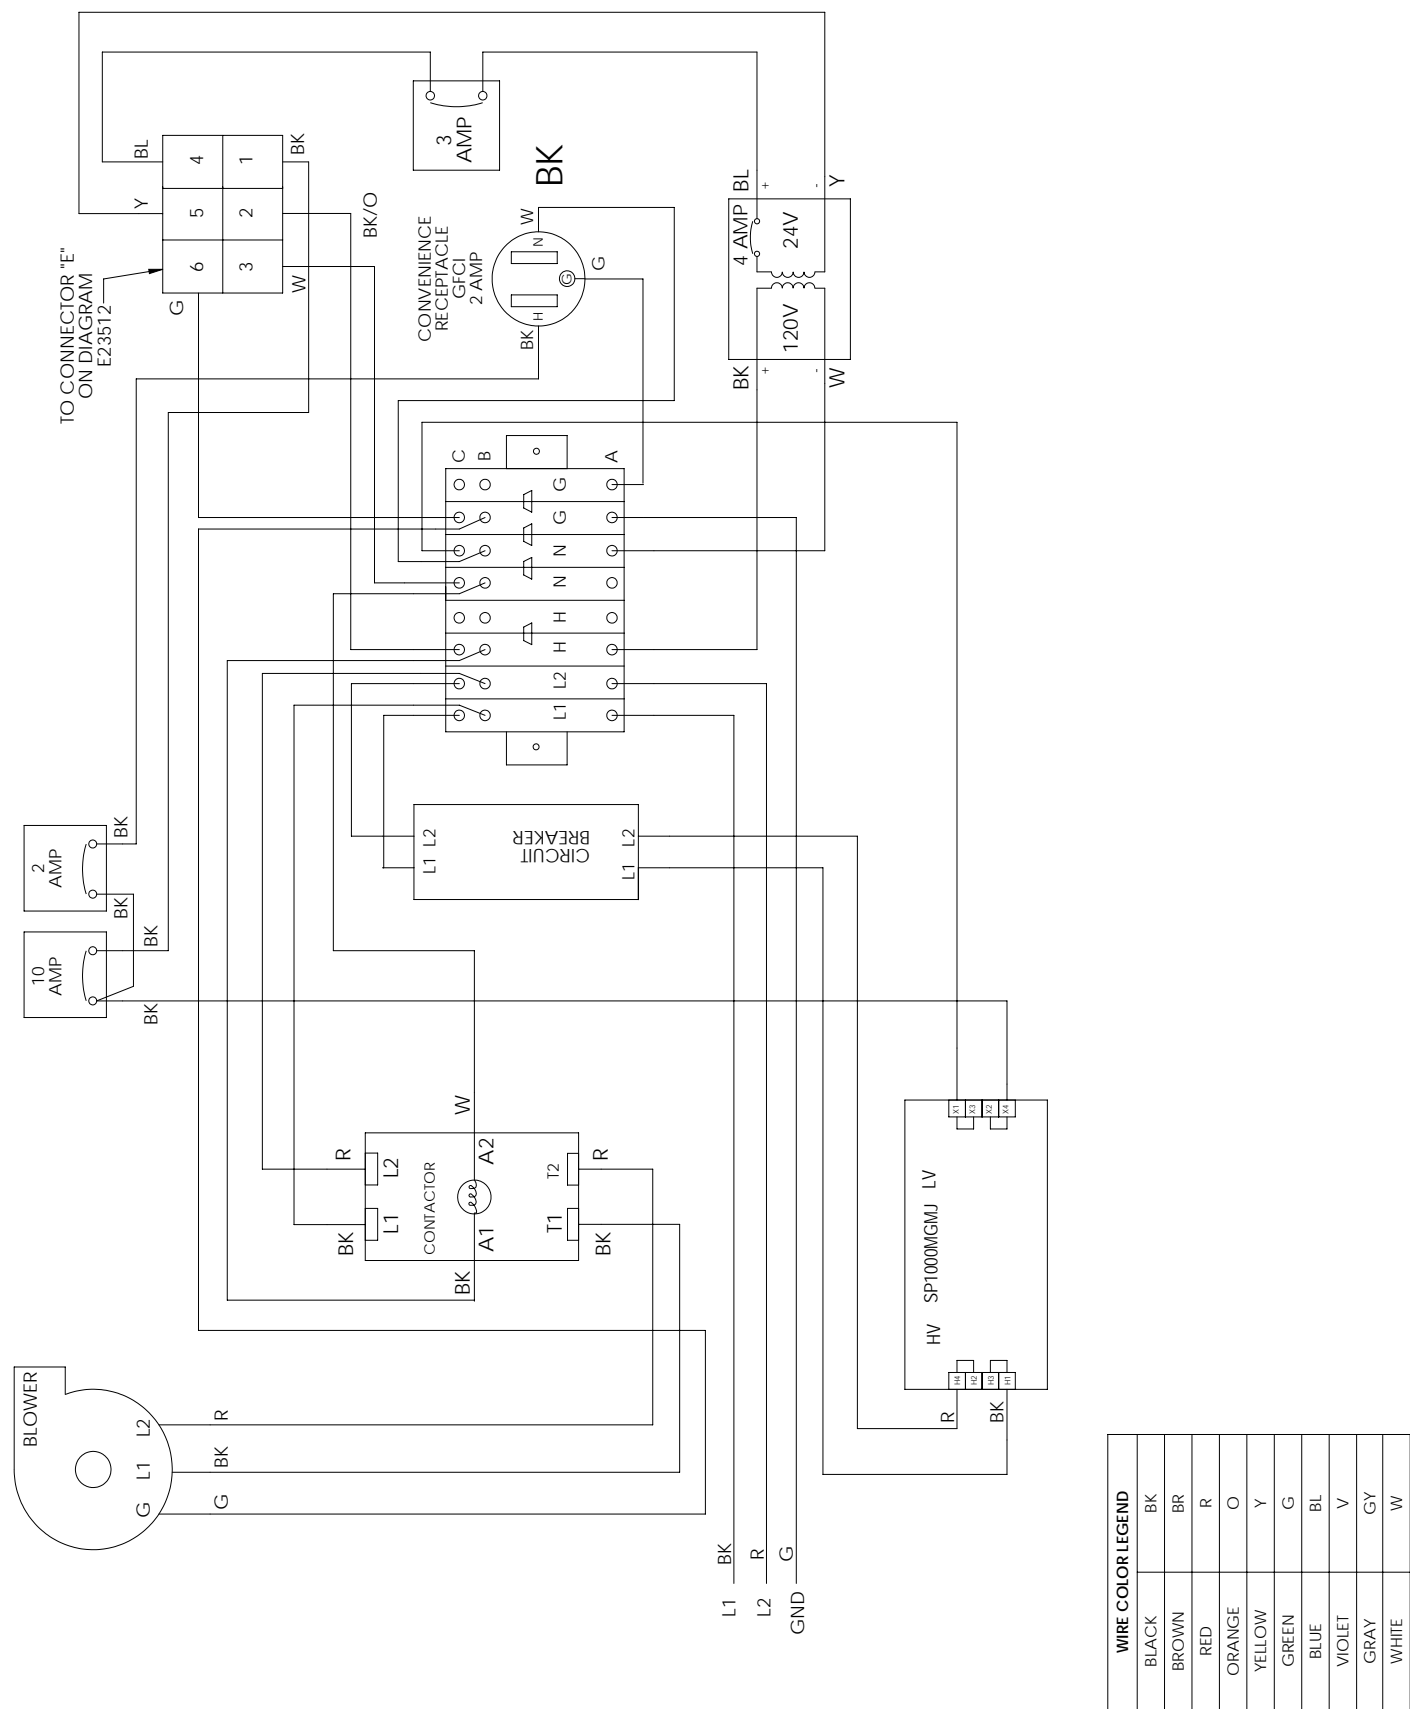 TO CONNECTOR "E"
ON DIAGRAM
E23512
BL
Y
G
4
1
5
2
6
3
BK
BK/O
W
3
AMP
BK
CONVENIENCE
RECEPTACLE
GFCI
2 AMP
W
N
G
G
H
BK
BL
+
-
Y
4 AMP
24V
120V
BK
+
-
W
C
B
A
G
G
N
N
H
H
L2
L1
2
AMP
BK
BK
10
AMP
BK
BK
L1
L2
CIRCUIT
BREAKER
L1
L2
W
R
L2
A2
T2
R
CONTACTOR
BK
L1
A1
T1
BK
BK
X1
X3
X2
X4
HV SP1000MGMJ LV
H4
H2
H3
H1
R
BK
BLOWER
G
L1
L2
R
BK
G
L1
BK
L2
R
GND
G
WIRE COLOR LEGEND
BLACK BK
BROWN BR
RED R
ORANGE O
YELLOW Y
GREEN G
BLUE BL
VIOLET V
GRAY GY
WHITE W